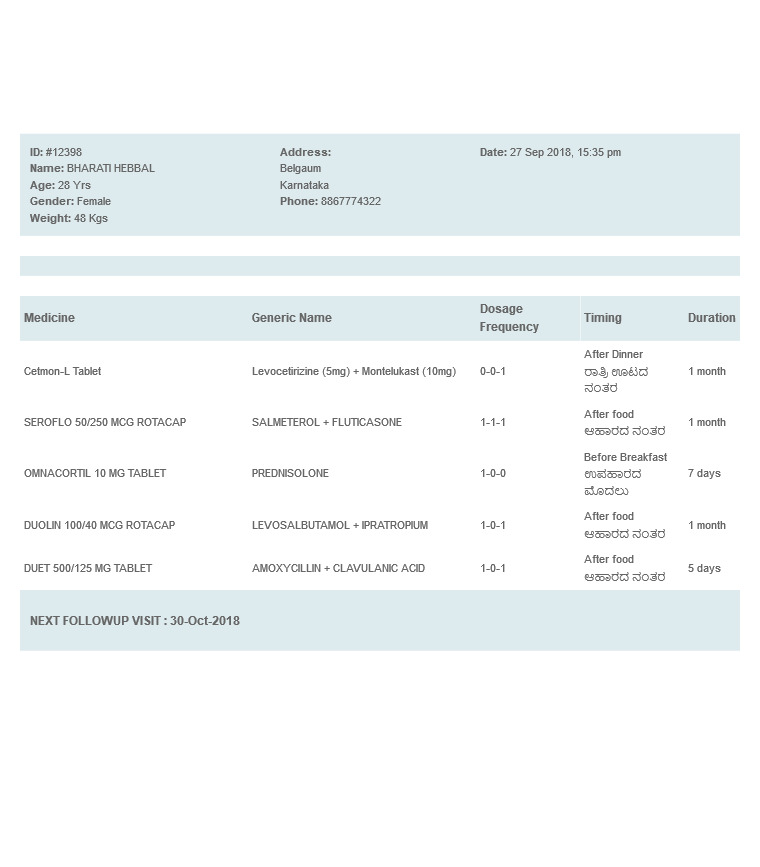 ID: #12398
Name: BHARATI HEBBAL
Age: 28 Yrs
Gender: Female
Weight: 48 Kgs
Address:
Belgaum
Karnataka
Phone: 8867774322
Date: 27 Sep 2018, 15:35 pm
Medicine Generic Name Dosage Frequency Timing Duration
Cetmon-L Tablet Levocetirizine (5mg) + Montelukast (10mg) 0-0-1 After Dinner ರಾತ್ರಿ ಊಟದ ನಂತರ 1 month
SEROFLO 50/250 MCG ROTACAP SALMETEROL + FLUTICASONE 1-1-1 After food ಆಹಾರದ ನಂತರ 1 month
OMNACORTIL 10 MG TABLET PREDNISOLONE 1-0-0 Before Breakfast ಉಪಹಾರದ ಮೊದಲು 7 days
DUOLIN 100/40 MCG ROTACAP LEVOSALBUTAMOL + IPRATROPIUM 1-0-1 After food ಆಹಾರದ ನಂತರ 1 month
DUET 500/125 MG TABLET AMOXYCILLIN + CLAVULANIC ACID 1-0-1 After food ಆಹಾರದ ನಂತರ 5 days
NEXT FOLLOWUP VISIT : 30-Oct-2018